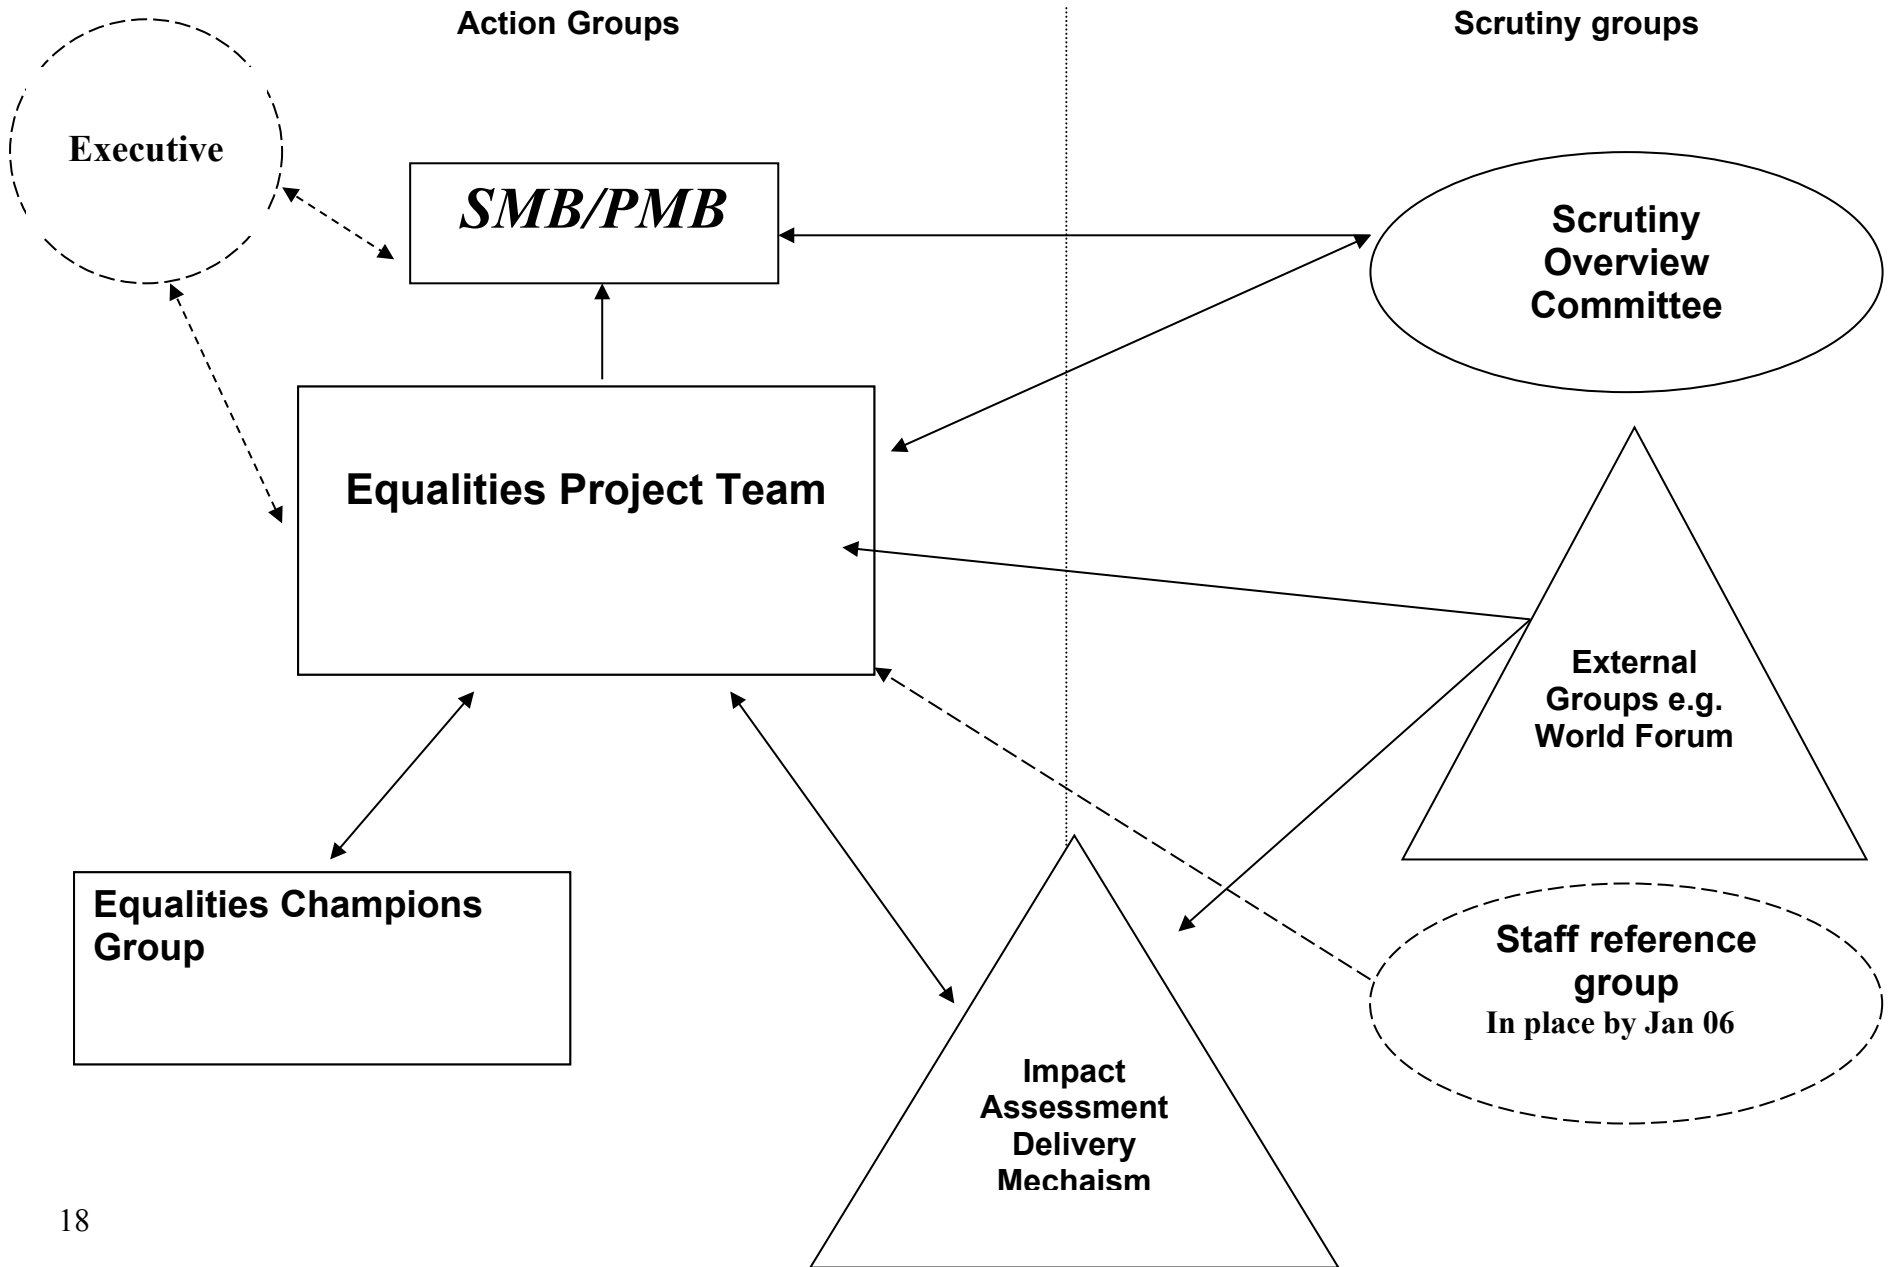 Action Groups
Scrutiny groups
Executive
SMB/PMB
Scrutiny
Overview
Committee
Equalities Project Team
External
Groups e.g.
World Forum
Equalities Champions
Group
Staff reference
group
In place by Jan 06
Impact
Assessment
Delivery
Mechaism
18